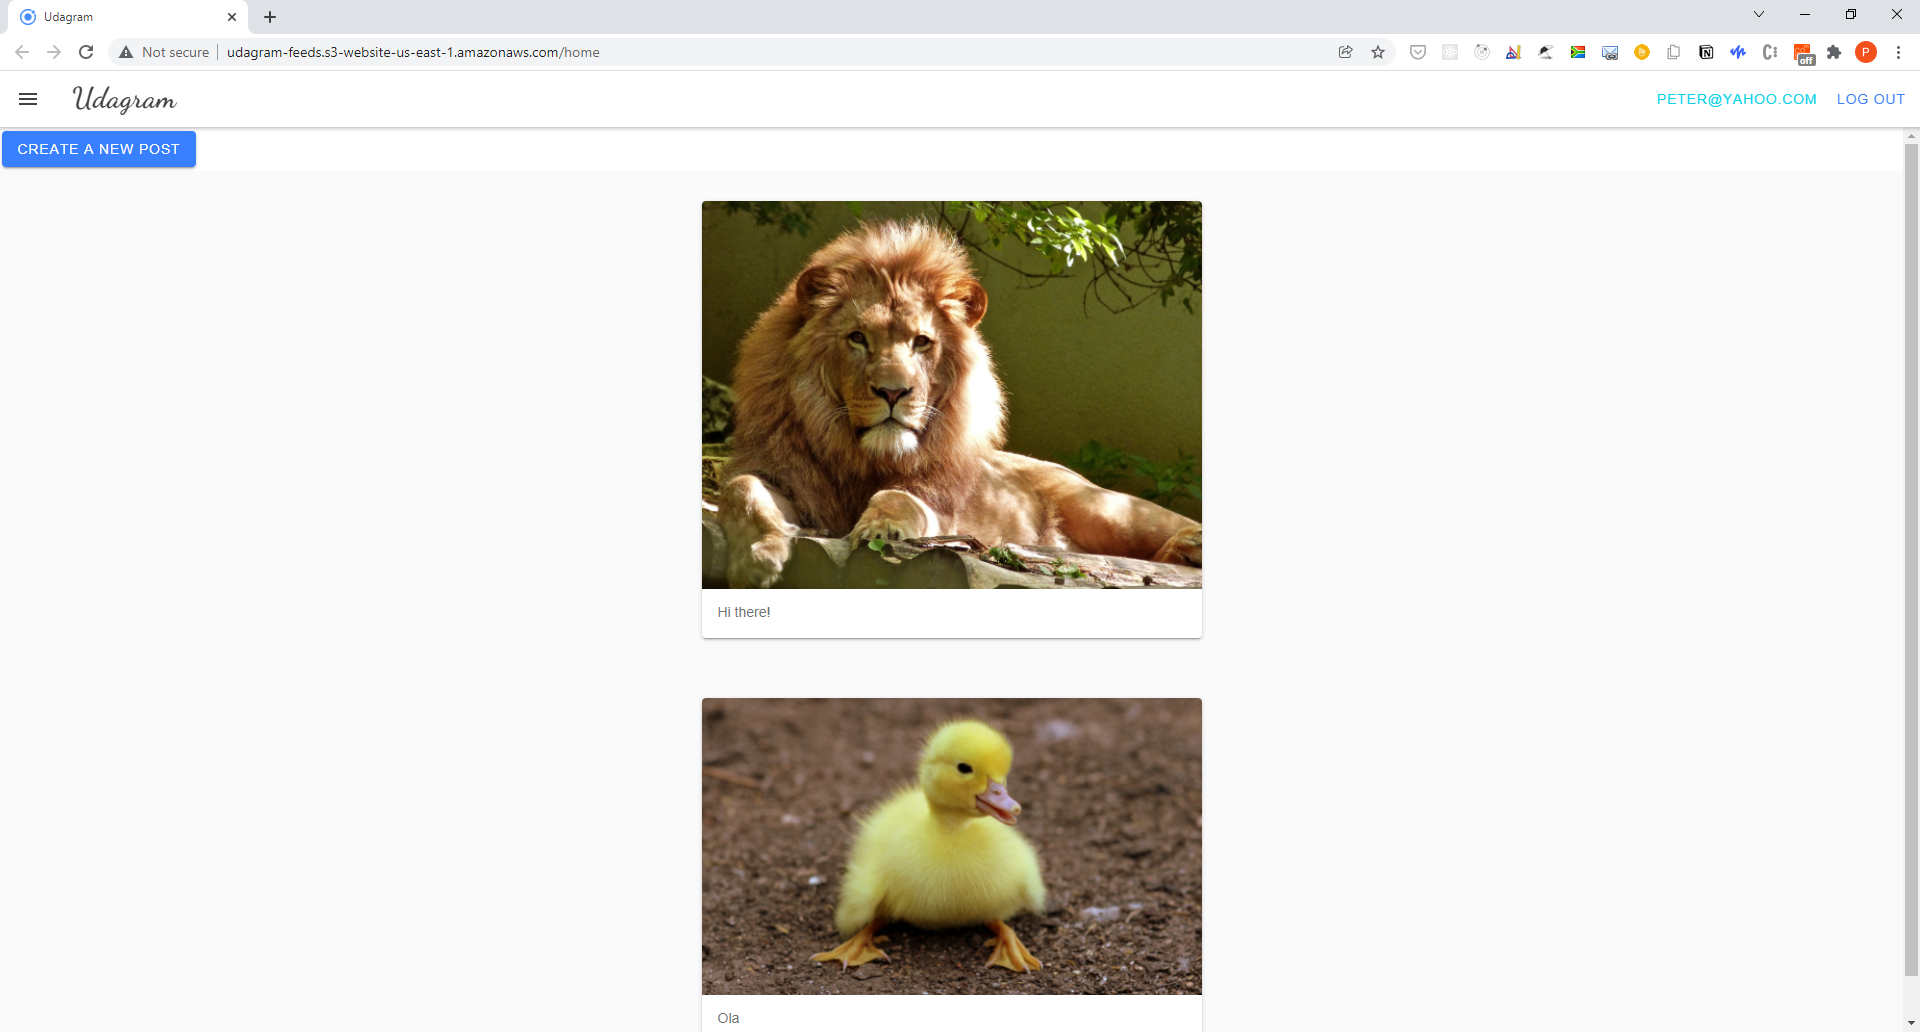 Udagram
Not secure
udagram-feeds.s3-website-us-east-1.amazonaws.com/home
off
P
Udagram
PETER@YAHOO.COM
LOG OUT
CREATE A NEW POST
Hi there!
Ola